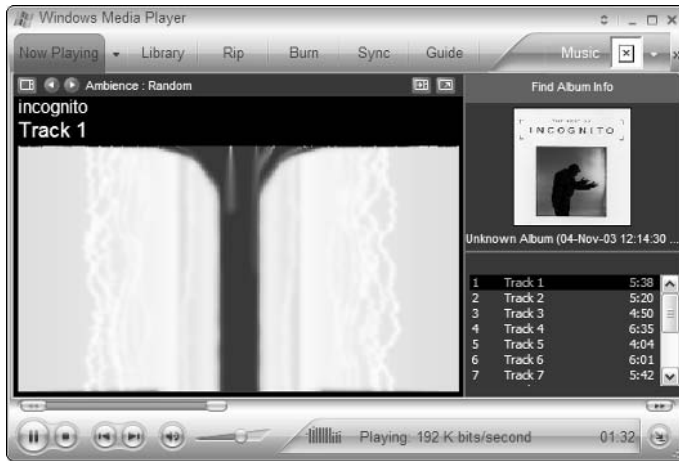 Windows Media Player
Now Playing Library Rip Burn Sync Guide Music
Ambience : Random
Find Album Info
incognito
Track 1
THE BEST OF
INCOGNITO
Unknown Album (04-Nov-03 12:14:30 ...
1 Track 1 5:38
2 Track 2 5:20
3 Track 3 4:50
4 Track 4 6:35
5 Track 5 4:04
6 Track 6 6:01
7 Track 7 5:42
Playing: 192 K bits/second 01:32